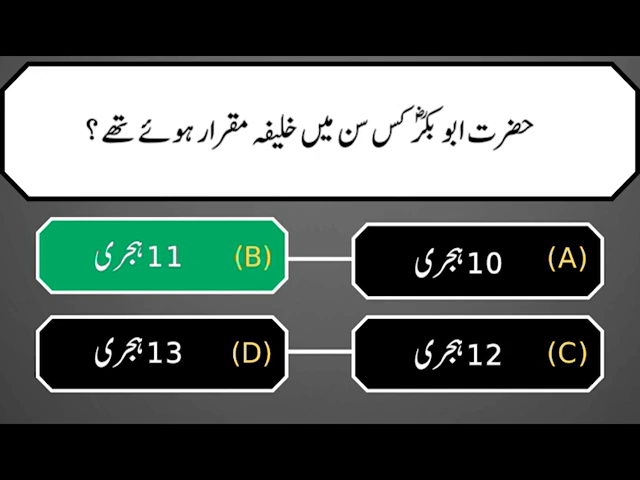 حضرت ابو بکرؓ کس سن میں خلیفہ مقرار ہوئے تھے ؟
(A) 10 ہجری
(B) 11 ہجری
(C) 12 ہجری
(D) 13 ہجری